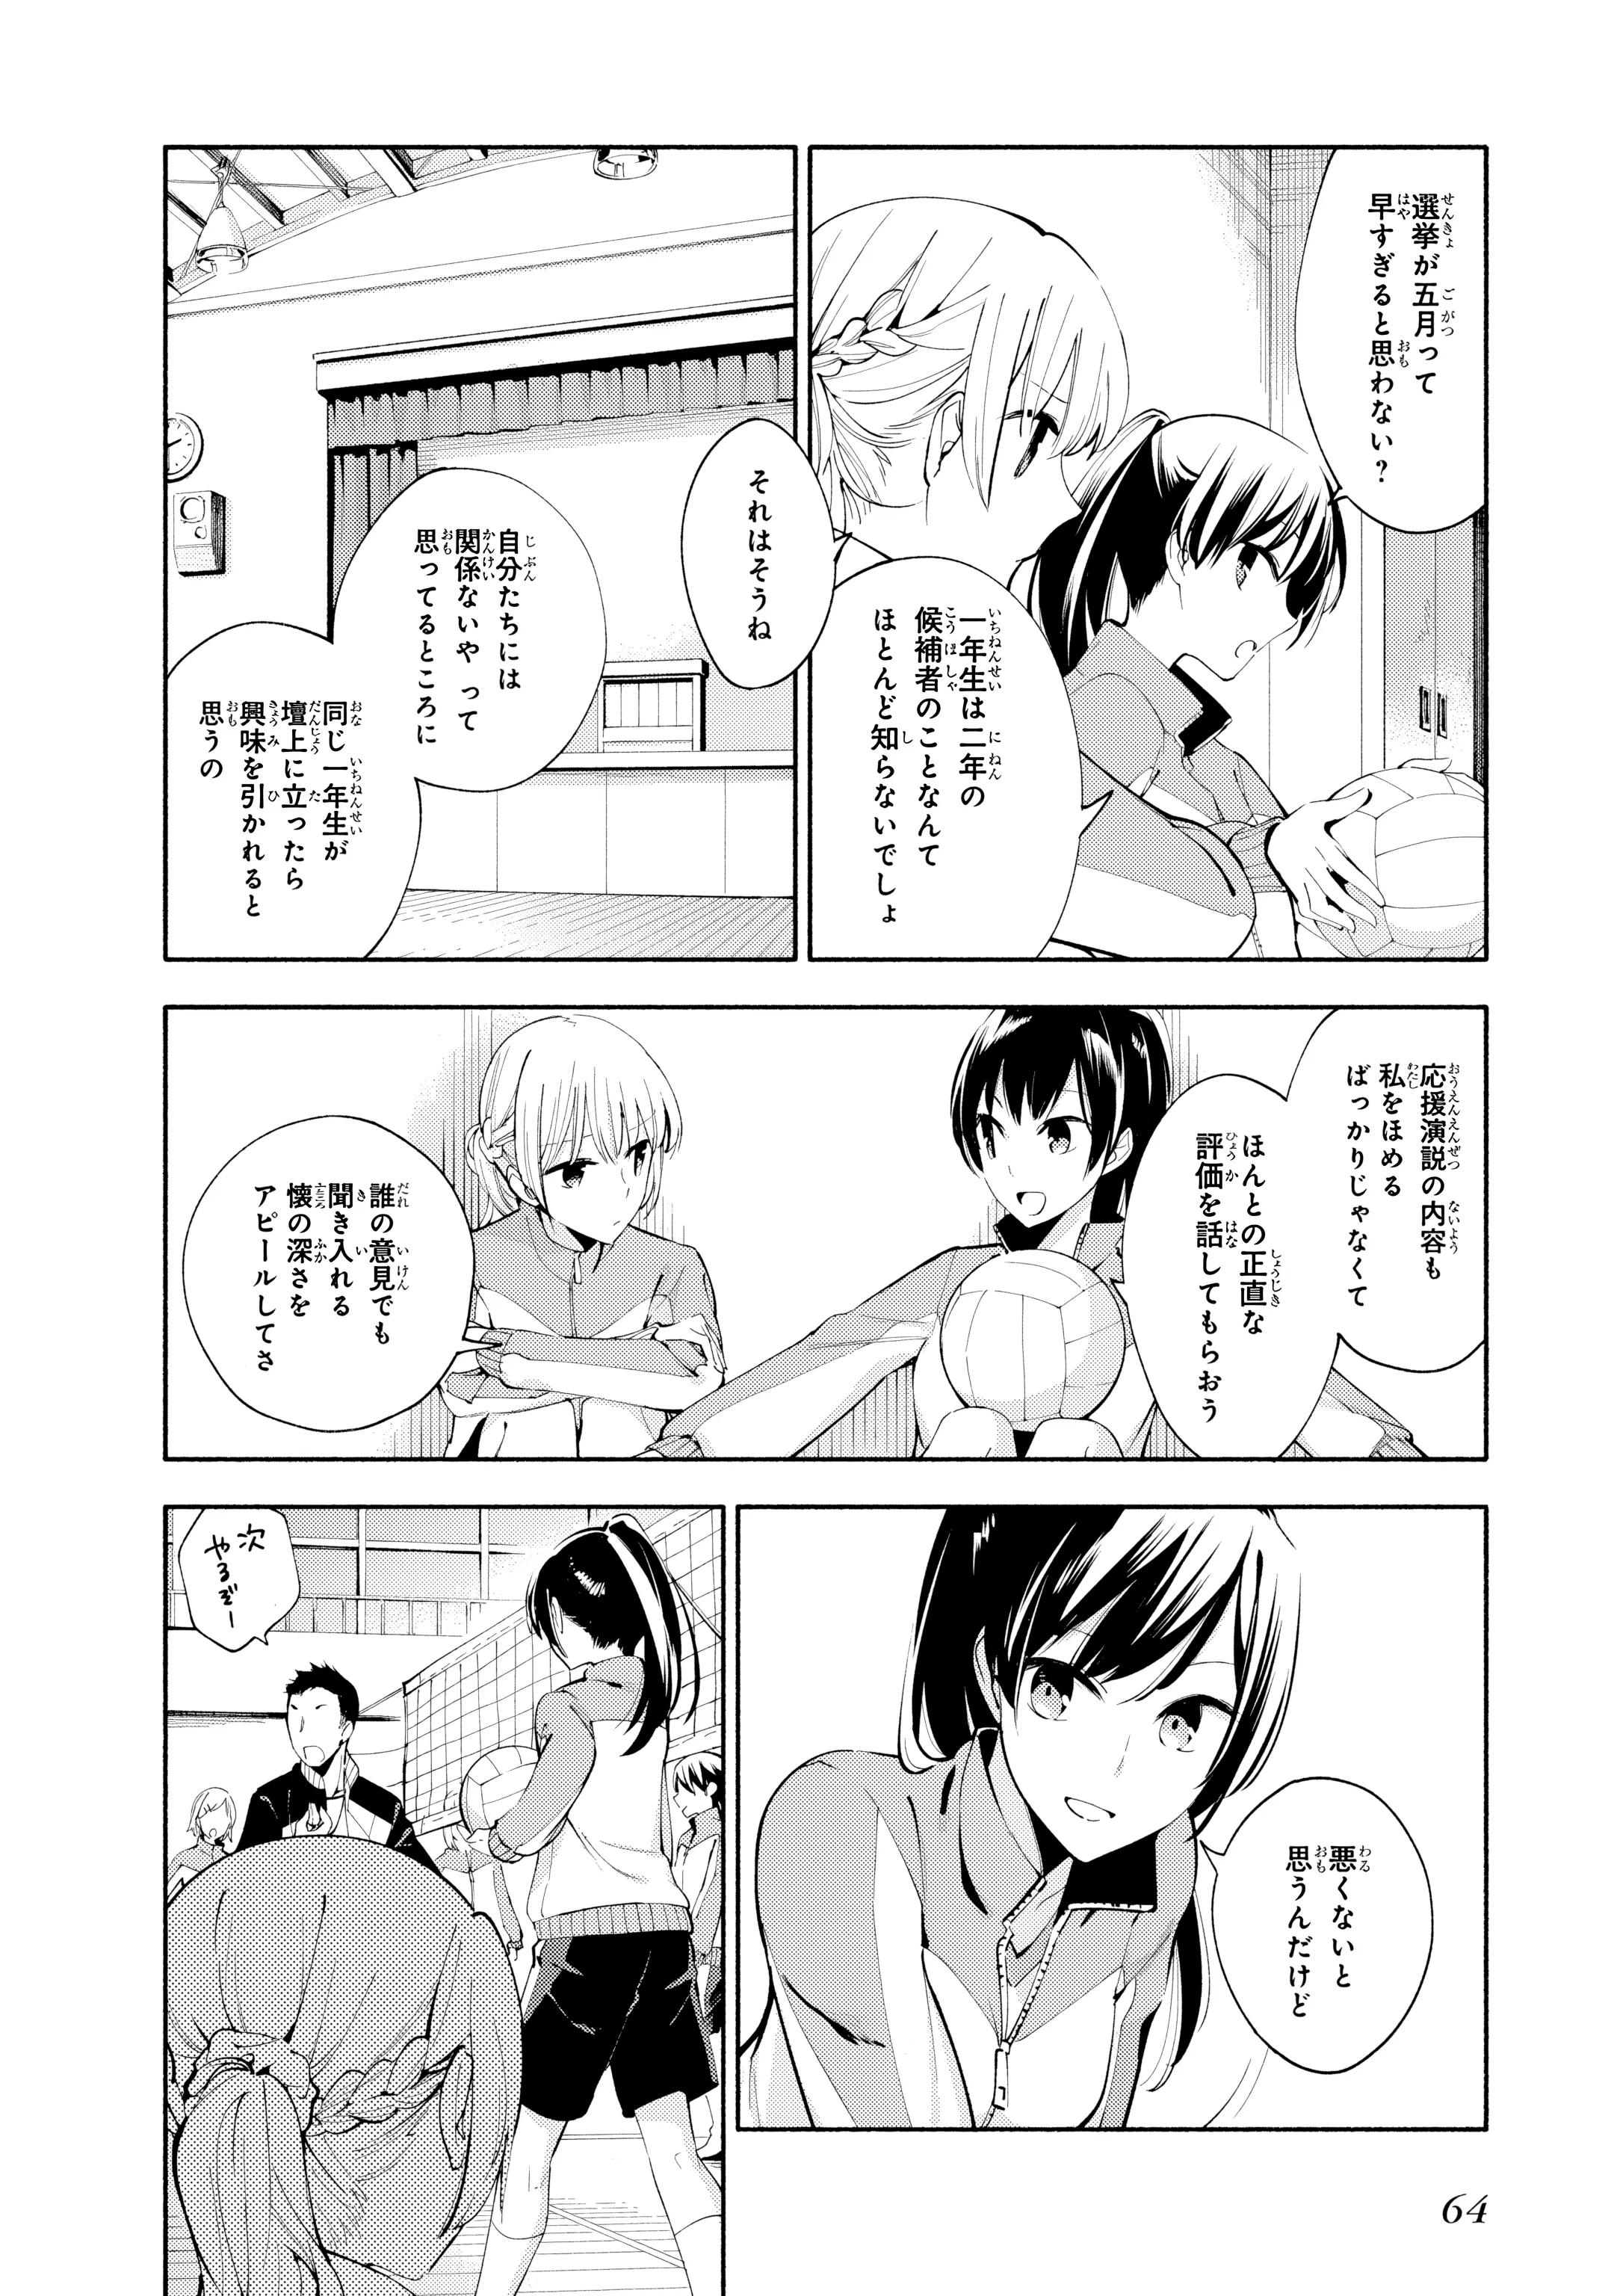 選挙が五月って
早すぎると思わない？
一年生は二年の
候補者のことなんて
ほとんど知らないでしょ
それはそうね
自分たちには
関係ないやって
思ってるところに
同じ一年生が
壇上に立ったら
興味を引かれると
思うの
応援演説の内容も
私をほめる
ばっかりじゃなくて
ほんとの正直な
評価を話してもらおう
誰の意見でも
聞き入れる
懐の深さを
アピールしてさ
悪くないと
思うんだけど
次
やるぞー
64